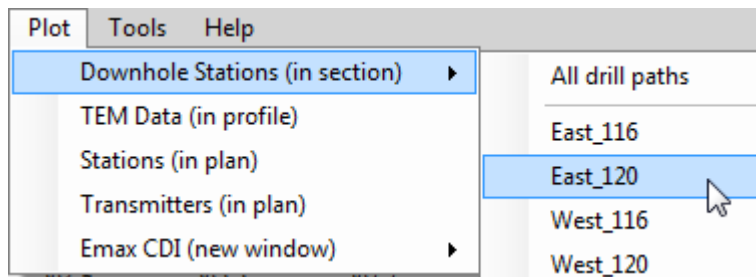 Plot Tools Help
Downhole Stations (in section)
TEM Data (in profile)
Stations (in plan)
Transmitters (in plan)
Emax CDI (new window)
All drill paths
East_116
East_120
West_116
West_120